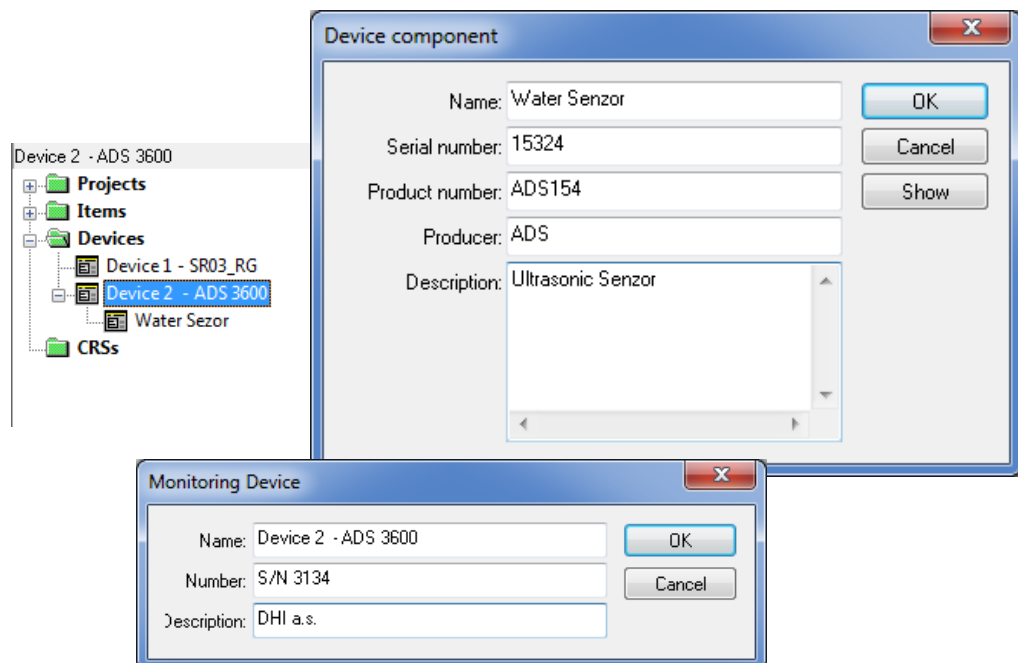 Device 2 - ADS 3600
Projects
Items
Devices
Device 1 - SR03_RG
Device 2 - ADS 3600
Water Sezor
CRSs
Device component
X
Name: Water Senzor
OK
Serial number: 15324
Cancel
Product number: ADS154
Show
Producer: ADS
Description: Ultrasonic Senzor
Monitoring Device
X
Name: Device 2 - ADS 3600
OK
Number: S/N 3134
Cancel
Description: DHI a.s.